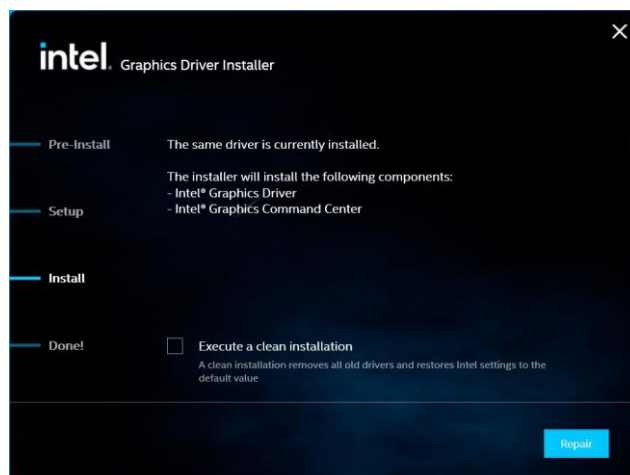 intel. Graphics Driver Installer
Pre-Install
The same driver is currently installed.
The installer will install the following components:
- Intel® Graphics Driver
- Intel® Graphics Command Center
Setup
Install
Done!
Execute a clean installation
A clean installation removes all old drivers and restores Intel settings to the
default value
Repair